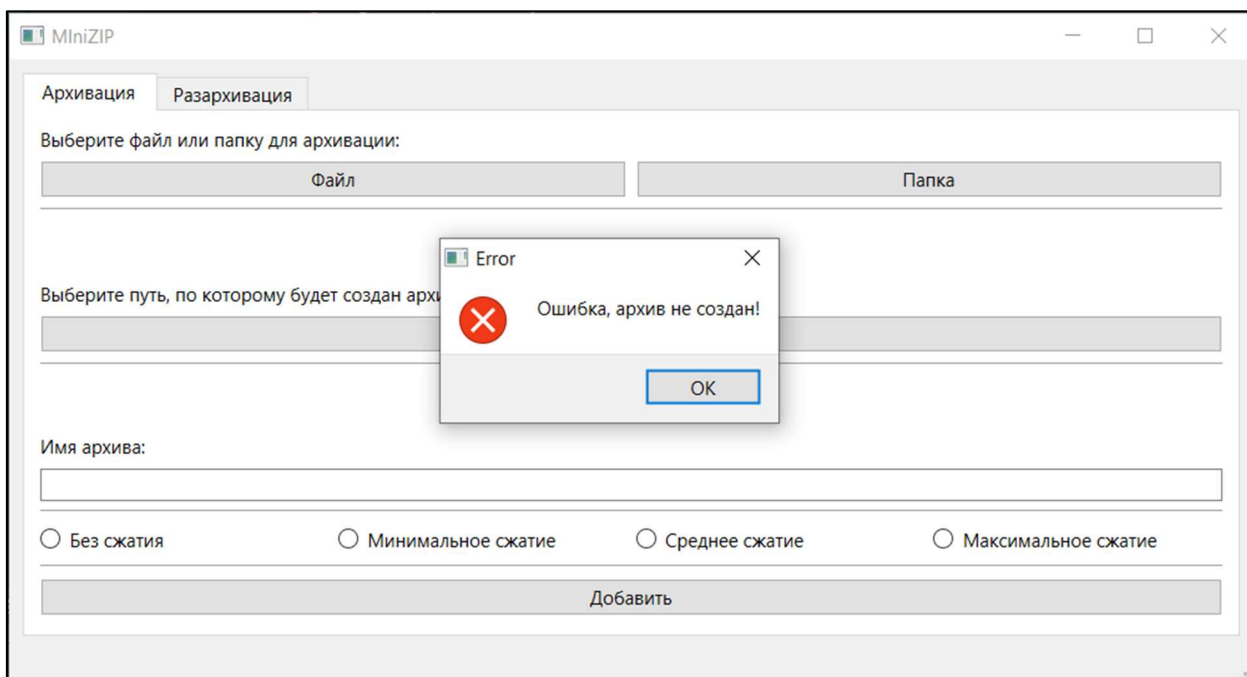 MIniZIP
Архивация
Разархивация
Выберите файл или папку для архивации:
Файл
Папка
Error
Выберите путь, по которому будет создан архи
Ошибка, архив не создан!
OK
Имя архива:
Без сжатия
Минимальное сжатие
Среднее сжатие
Максимальное сжатие
Добавить